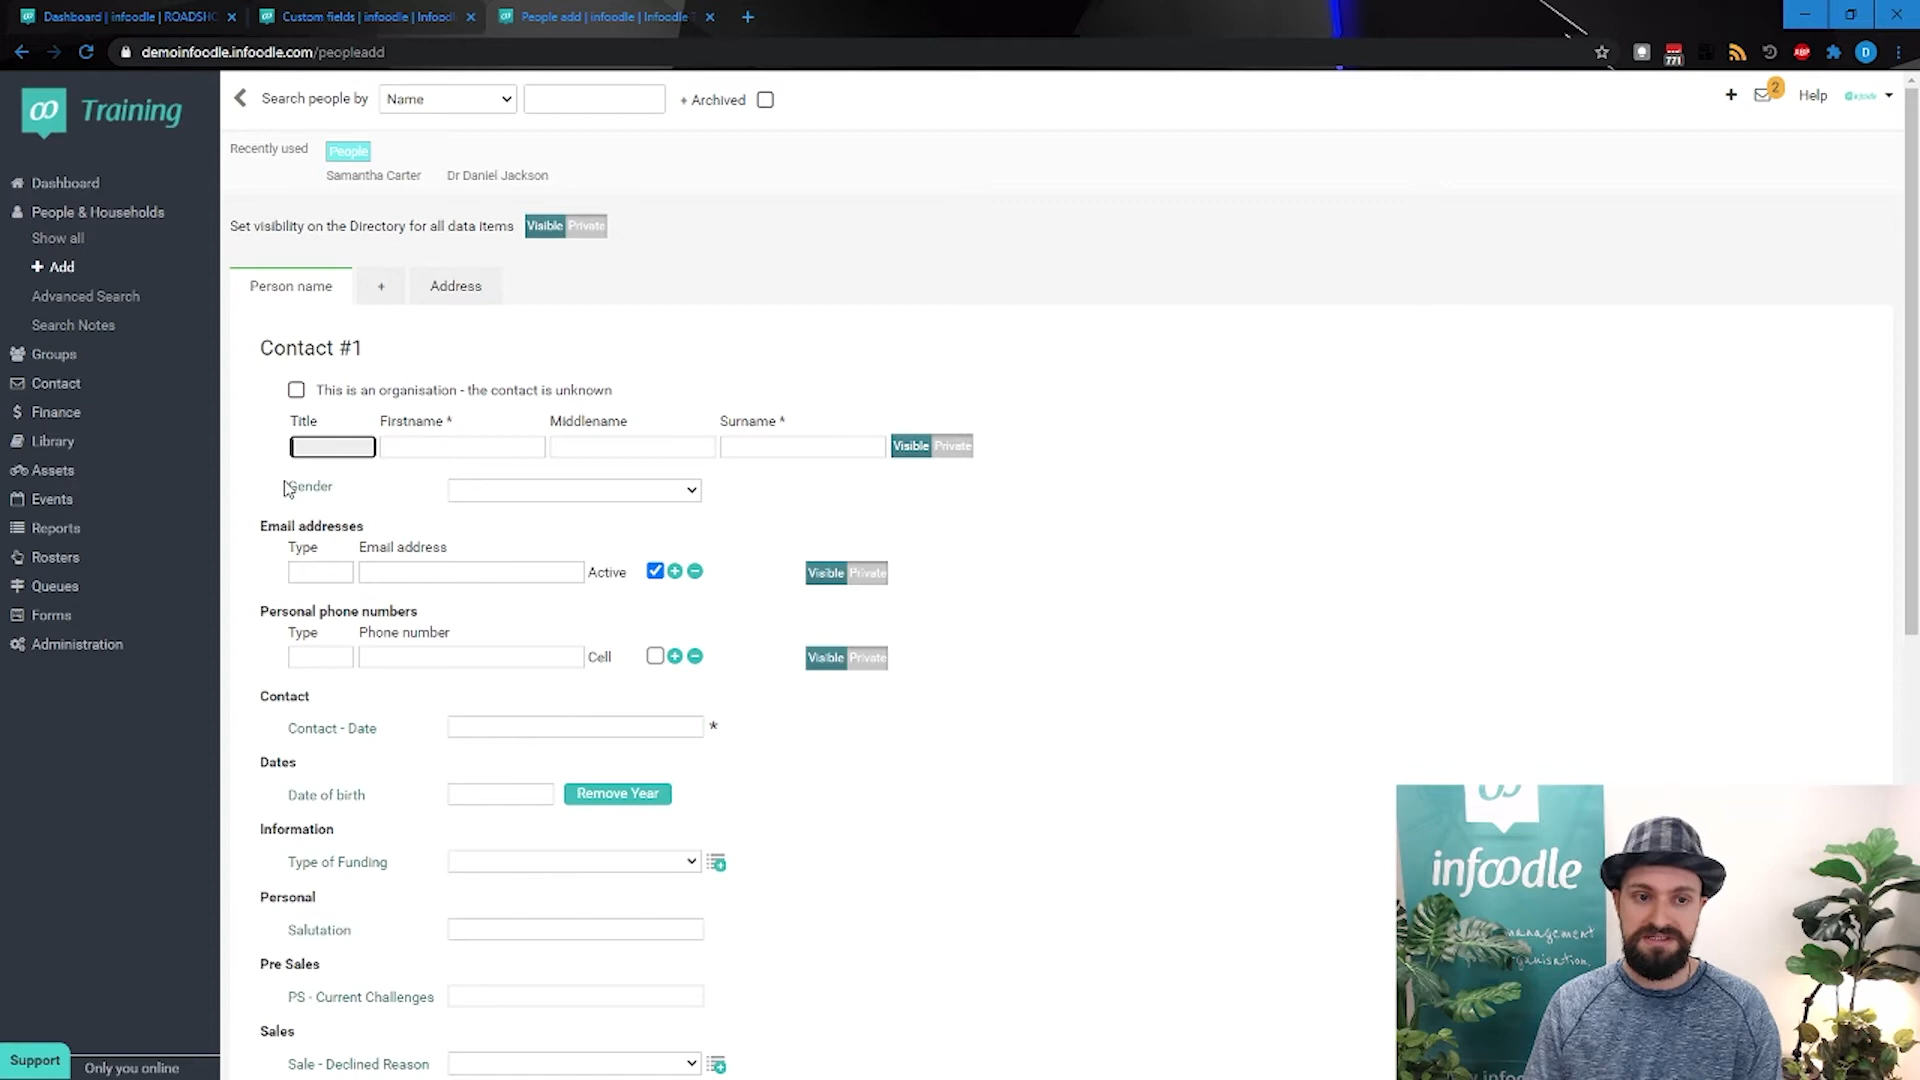 Dashboard | infoodle | ROADSHO
Custom fields | infoodle | Infoodl
People add | infoodle | Infoodle
demoinfoodle.infoodle.com/peopleadd
771
ABP
D
Training
Search people by
Name
+ Archived
2
Help
infoodle
Recently used
People
Samantha Carter
Dr Daniel Jackson
Set visibility on the Directory for all data items
Visible Private
Dashboard
People & Households
Show all
Add
Advanced Search
Search Notes
Groups
Contact
Finance
Library
Assets
Events
Reports
Rosters
Queues
Forms
Administration
Support
Only you online
Person name
+
Address
Contact #1
This is an organisation - the contact is unknown
Title
Firstname *
Middlename
Surname *
Visible Private
Gender
Email addresses
Type
Email address
Active
Visible Private
Personal phone numbers
Type
Phone number
Cell
Visible Private
Contact
Contact - Date
*
Dates
Date of birth
Remove Year
Information
Type of Funding
Personal
Salutation
Pre Sales
PS - Current Challenges
Sales
Sale - Declined Reason
infoodle
management